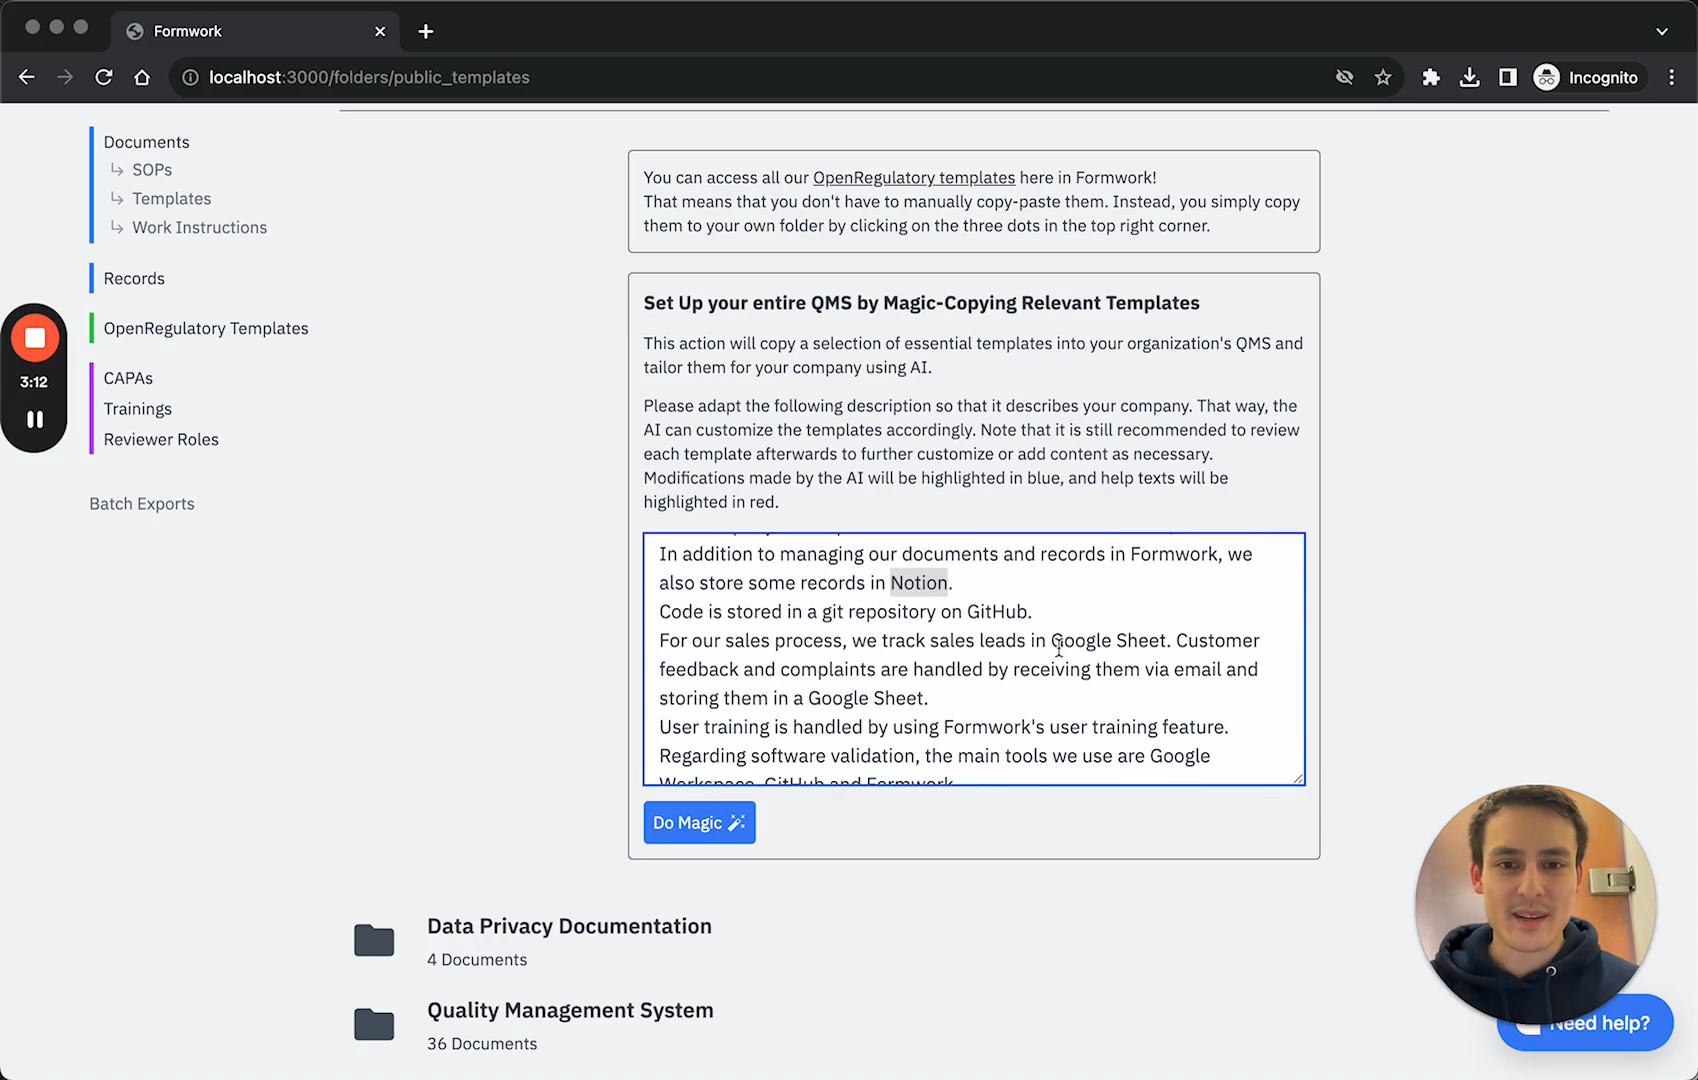 Formwork
localhost:3000/folders/public_templates
Incognito
Documents
SOPs
Templates
Work Instructions
Records
OpenRegulatory Templates
CAPAs
Trainings
Reviewer Roles
Batch Exports
3:12
You can access all our OpenRegulatory templates here in Formwork!
That means that you don't have to manually copy-paste them. Instead, you simply copy
them to your own folder by clicking on the three dots in the top right corner.
Set Up your entire QMS by Magic-Copying Relevant Templates
This action will copy a selection of essential templates into your organization's QMS and
tailor them for your company using AI.
Please adapt the following description so that it describes your company. That way, the
AI can customize the templates accordingly. Note that it is still recommended to review
each template afterwards to further customize or add content as necessary.
Modifications made by the AI will be highlighted in blue, and help texts will be
highlighted in red.
In addition to managing our documents and records in Formwork, we
also store some records in Notion.
Code is stored in a git repository on GitHub.
For our sales process, we track sales leads in Google Sheet. Customer
feedback and complaints are handled by receiving them via email and
storing them in a Google Sheet.
User training is handled by using Formwork's user training feature.
Regarding software validation, the main tools we use are Google
Workspace, GitHub and Formwork
Do Magic
Data Privacy Documentation
4 Documents
Quality Management System
36 Documents
Need help?